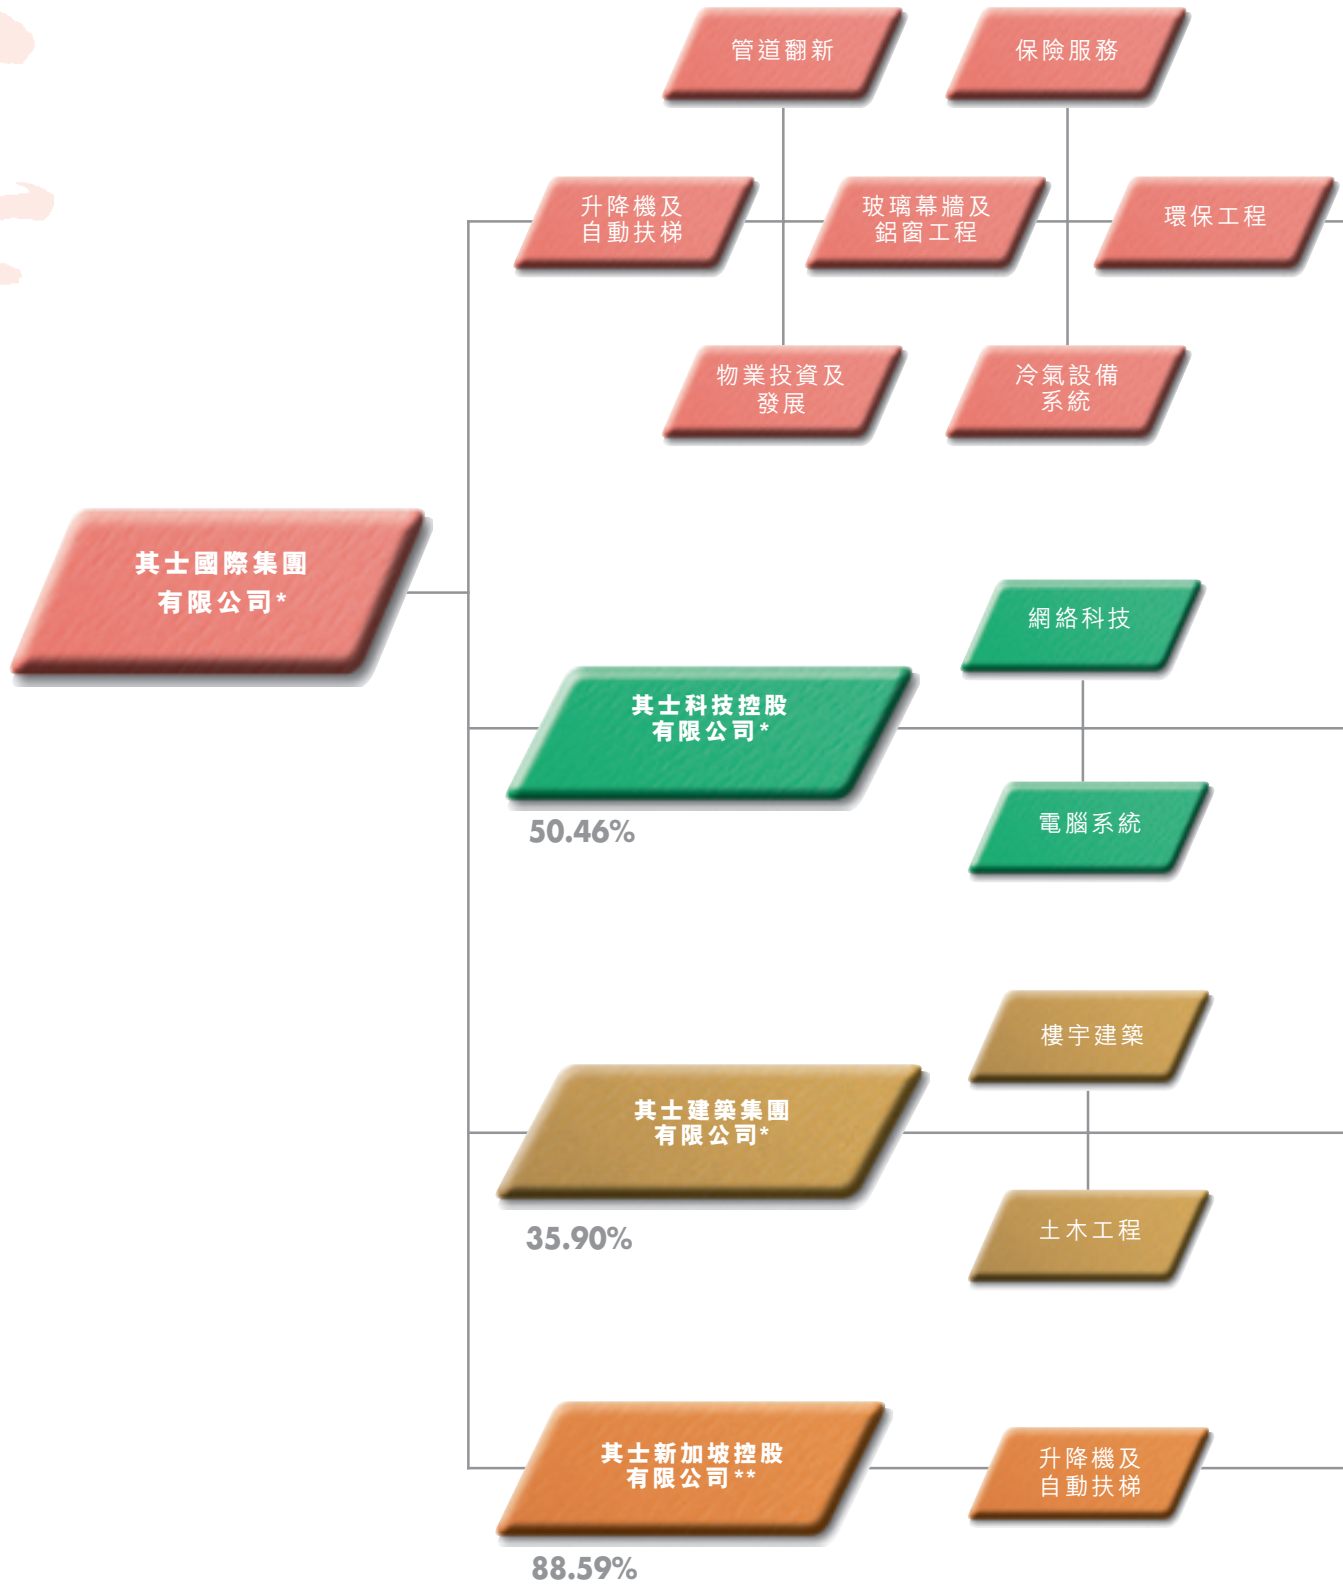 管道翻新
保險服務
升降機及
自動扶梯
玻璃幕牆及
鋁窗工程
環保工程
物業投資及
發展
冷氣設備
系統
其士國際集團
有限公司*
網絡科技
其士科技控股
有限公司*
50.46%
電腦系統
樓宇建築
其士建築集團
有限公司*
35.90%
土木工程
其士新加坡控股
有限公司**
88.59%
升降機及
自動扶梯